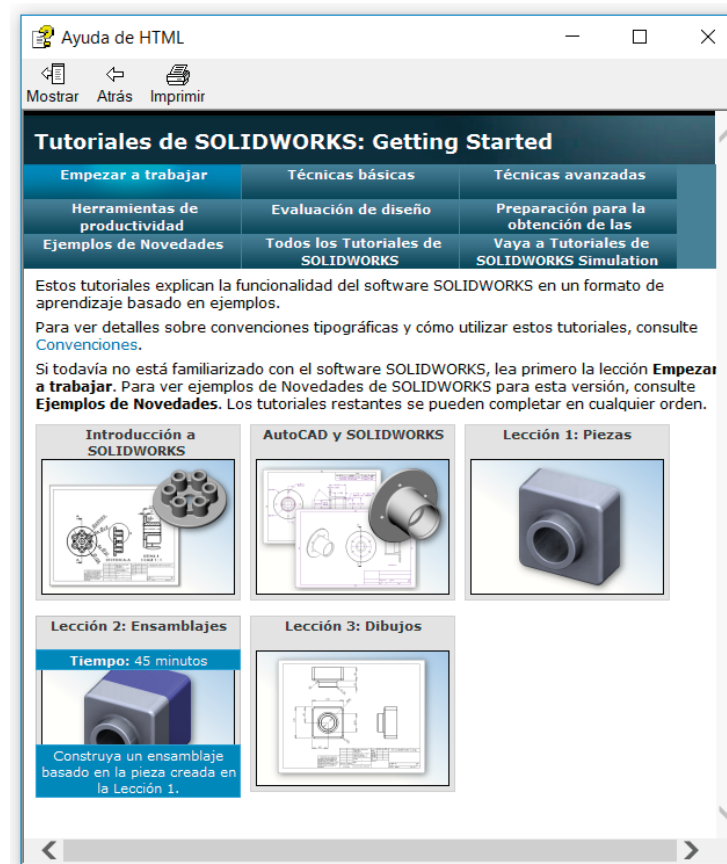 Ayuda de HTML
Mostrar Atrás Imprimir
Tutoriales de SOLIDWORKS: Getting Started
Empezar a trabajar Técnicas básicas Técnicas avanzadas
Herramientas de productividad Evaluación de diseño Preparación para la obtención de las
Ejemplos de Novedades Todos los Tutoriales de SOLIDWORKS Vaya a Tutoriales de SOLIDWORKS Simulation
Estos tutoriales explican la funcionalidad del software SOLIDWORKS en un formato de
aprendizaje basado en ejemplos.
Para ver detalles sobre convenciones tipográficas y cómo utilizar estos tutoriales, consulte
Convenciones.
Si todavía no está familiarizado con el software SOLIDWORKS, lea primero la lección Empezar
a trabajar. Para ver ejemplos de Novedades de SOLIDWORKS para esta versión, consulte
Ejemplos de Novedades. Los tutoriales restantes se pueden completar en cualquier orden.
Introducción a
SOLIDWORKS
AutoCAD y SOLIDWORKS
Lección 1: Piezas
Lección 2: Ensamblajes
Tiempo: 45 minutos
Construya un ensamblaje
basado en la pieza creada en
la Lección 1.
Lección 3: Dibujos